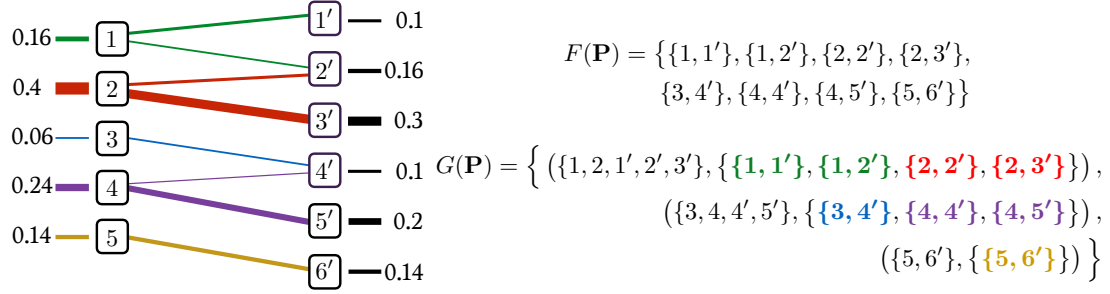 0.16 1 1′ 0.1
0.4 2 2′ 0.16
0.06 3 3′ 0.3
0.24 4 4′ 0.1
0.14 5 5′ 0.2
6′ 0.14
F(P) = {{1, 1′}, {1, 2′}, {2, 2′}, {2, 3′},
{3, 4′}, {4, 4′}, {4, 5′}, {5, 6′}}
G(P) = { ({1, 2, 1′, 2′, 3′}, {{1, 1′}, {1, 2′}, {2, 2′}, {2, 3′}}) ,
({3, 4, 4′, 5′}, {{3, 4′}, {4, 4′}, {4, 5′}}) ,
({5, 6′}, {{5, 6′}}) }